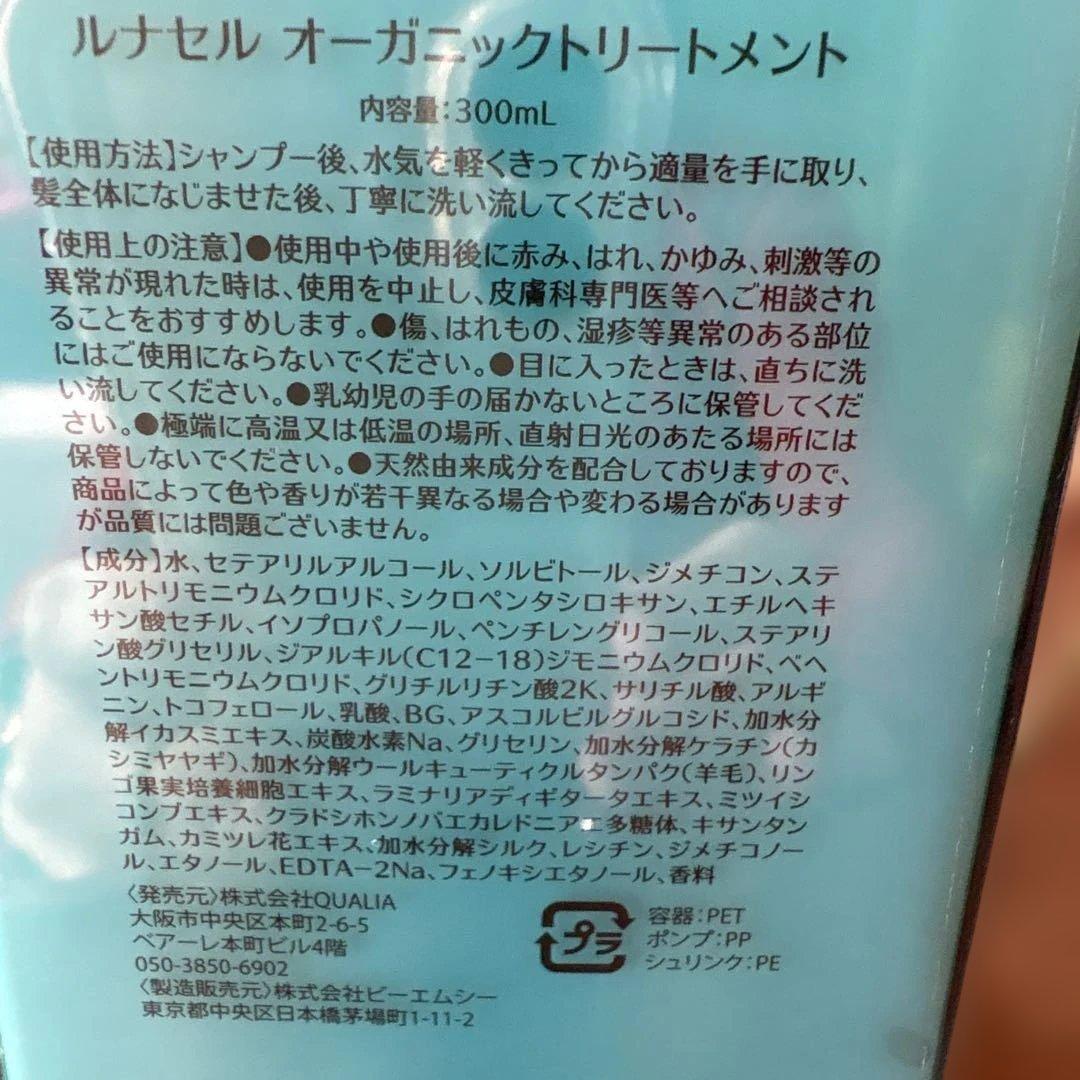 ルナセル オーガニックトリートメント
内容量:300mL
【使用方法】シャンプー後、水気を軽くきってから適量を手に取り、
髪全体になじませた後、丁寧に洗い流してください。
【使用上の注意】●使用中や使用後に赤み、はれ、かゆみ、刺激等の
異常が現れた時は、使用を中止し、皮膚科専門医等へご相談され
ることをおすすめします。●傷、はれもの、湿疹等異常のある部位
にはご使用にならないでください。●目に入ったときは、直ちに洗
い流してください。●乳幼児の手の届かないところに保管してくだ
さい。●極端に高温又は低温の場所、直射日光のあたる場所には
保管しないでください。●天然由来成分を配合しておりますので、
商品によって色や香りが若干異なる場合や変わる場合があります
が品質には問題ございません。
【成分】水、セテアリルアルコール、ソルビトール、ジメチコン、ステ
アルトリモニウムクロリド、シクロペンタシロキサン、エチルヘキ
サン酸セチル、イソプロパノール、ペンチレングリコール、ステアリ
ン酸グリセリル、ジアルキル(C12-18)ジモニウムクロリド、ベヘ
ントリモニウムクロリド、グリチルリチン酸2K、サリチル酸、アルギ
ニン、トコフェロール、乳酸、BG、アスコルビルグルコシド、加水分
解イカスミエキス、炭酸水素Na、グリセリン、加水分解ケラチン(カ
シミヤヤギ)、加水分解ウールキューティクルタンパク(羊毛)、リン
ゴ果実培養細胞エキス、ラミナリアディギタータエキス、ミツイシ
コンブエキス、クラドシホンノバエカレドニアエ多糖体、キサンタン
ガム、カミツレ花エキス、加水分解シルク、レシチン、ジメチコノー
ル、エタノール、EDTA-2Na、フェノキシエタノール、香料
〈発売元〉株式会社QUALIA
大阪市中央区本町2-6-5
ベアーレ本町ビル4階
050-3850-6902
〈製造販売元〉株式会社ビーエムシー
東京都中央区日本橋茅場町1-11-2
プラ
容器:PET
ポンプ:PP
シュリンク:PE